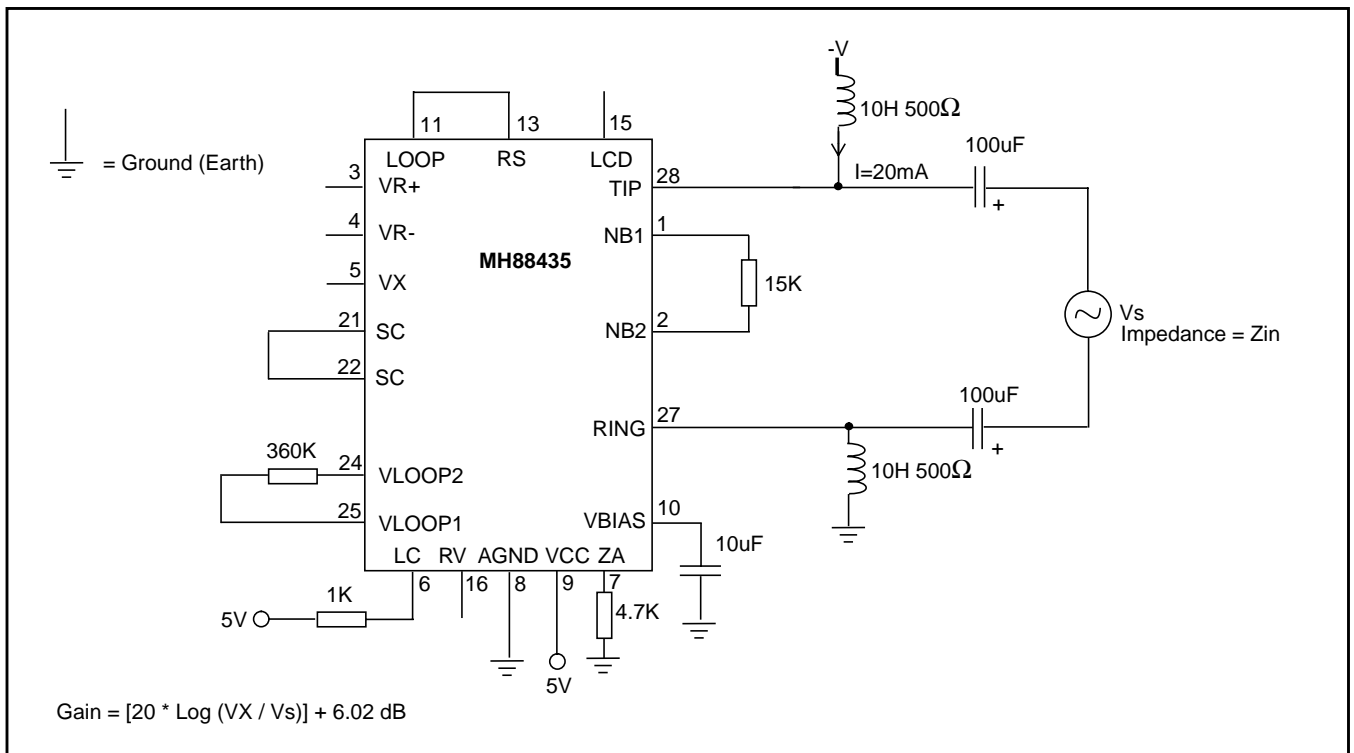 -V
10H 500Ω
100uF
11 13 15
= Ground (Earth)
LOOP RS LCD
I=20mA
3 VR+
TIP 28
+
4 VR-
NB1 1
MH88435
5 VX
15K
21 SC
NB2 2
Vs
Impedance = Zin
22 SC
100uF
RING 27
+
360K
24 VLOOP2
10H 500Ω
25 VLOOP1
VBIAS 10
10uF
LC RV AGND VCC ZA
6 16 8 9 7
1K
4.7K
5V
5V
Gain = [20 * Log (VX / Vs)] + 6.02 dB